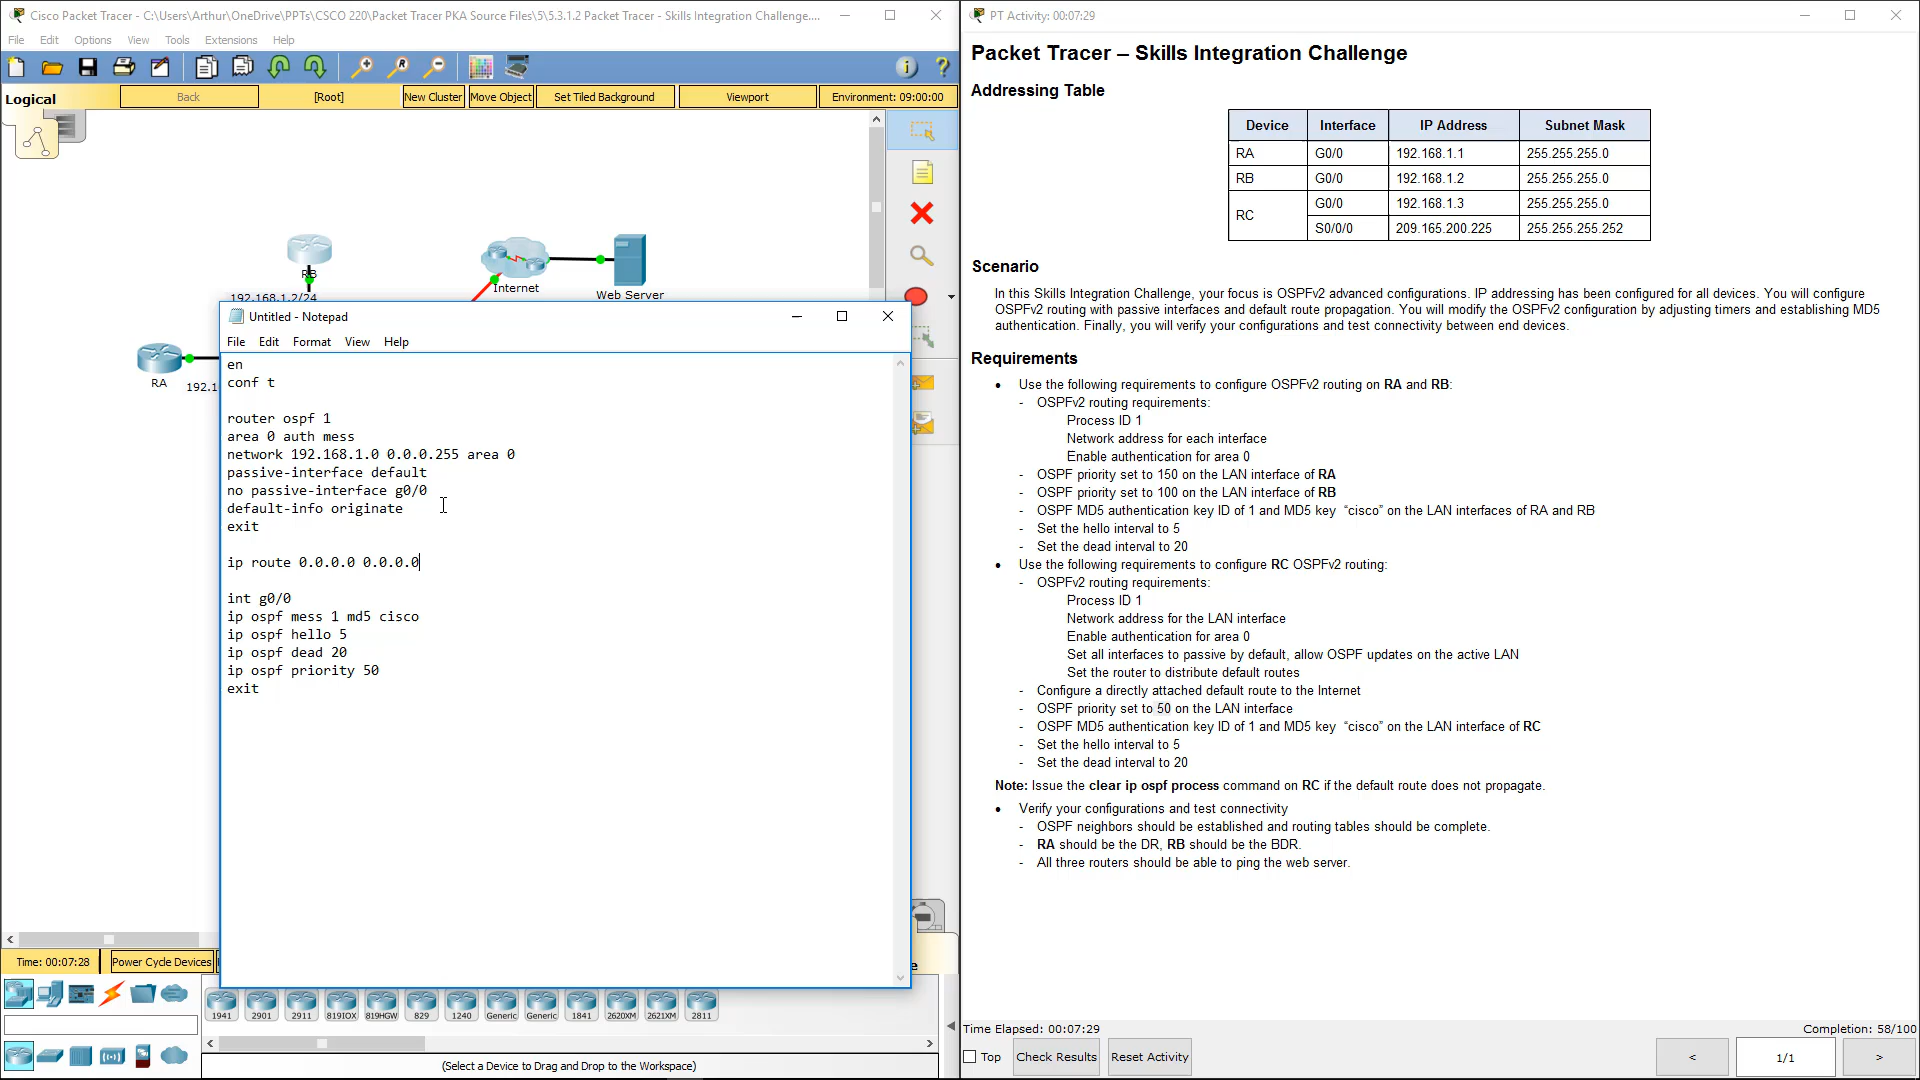 Cisco Packet Tracer - C:\Users\Arthur\OneDrive\PPTs\CSCO 220\Packet Tracer PKA Source Files\5\5.3.1.2 Packet Tracer - Skills Integration Challenge....
File Edit Options View Tools Extensions Help
Logical Back [Root] New Cluster Move Object Set Tiled Background Viewport Environment: 09:00:00
RB
192.168.1.2/24
Internet
Web Server
RA
192.1
Untitled - Notepad
File Edit Format View Help
en
conf t
router ospf 1
area 0 auth mess
network 192.168.1.0 0.0.0.255 area 0
passive-interface default
no passive-interface g0/0
default-info originate
exit
ip route 0.0.0.0 0.0.0.0
int g0/0
ip ospf mess 1 md5 cisco
ip ospf hello 5
ip ospf dead 20
ip ospf priority 50
exit
Time: 00:07:28 Power Cycle Devices
e
1941 2901 2911 819IOX 819HGW 829 1240 Generic Generic 1841 2620XM 2621XM 2811
(Select a Device to Drag and Drop to the Workspace)
PT Activity: 00:07:29
Packet Tracer – Skills Integration Challenge
Addressing Table
Device Interface IP Address Subnet Mask
RA G0/0 192.168.1.1 255.255.255.0
RB G0/0 192.168.1.2 255.255.255.0
RC G0/0 192.168.1.3 255.255.255.0
S0/0/0 209.165.200.225 255.255.255.252
Scenario
In this Skills Integration Challenge, your focus is OSPFv2 advanced configurations. IP addressing has been configured for all devices. You will configure
OSPFv2 routing with passive interfaces and default route propagation. You will modify the OSPFv2 configuration by adjusting timers and establishing MD5
authentication. Finally, you will verify your configurations and test connectivity between end devices.
Requirements
• Use the following requirements to configure OSPFv2 routing on RA and RB:
- OSPFv2 routing requirements:
Process ID 1
Network address for each interface
Enable authentication for area 0
- OSPF priority set to 150 on the LAN interface of RA
- OSPF priority set to 100 on the LAN interface of RB
- OSPF MD5 authentication key ID of 1 and MD5 key “cisco” on the LAN interfaces of RA and RB
- Set the hello interval to 5
- Set the dead interval to 20
• Use the following requirements to configure RC OSPFv2 routing:
- OSPFv2 routing requirements:
Process ID 1
Network address for the LAN interface
Enable authentication for area 0
Set all interfaces to passive by default, allow OSPF updates on the active LAN
Set the router to distribute default routes
- Configure a directly attached default route to the Internet
- OSPF priority set to 50 on the LAN interface
- OSPF MD5 authentication key ID of 1 and MD5 key “cisco” on the LAN interface of RC
- Set the hello interval to 5
- Set the dead interval to 20
Note: Issue the clear ip ospf process command on RC if the default route does not propagate.
• Verify your configurations and test connectivity
- OSPF neighbors should be established and routing tables should be complete.
- RA should be the DR, RB should be the BDR.
- All three routers should be able to ping the web server.
Time Elapsed: 00:07:29 Completion: 58/100
Top Check Results Reset Activity < 1/1 >